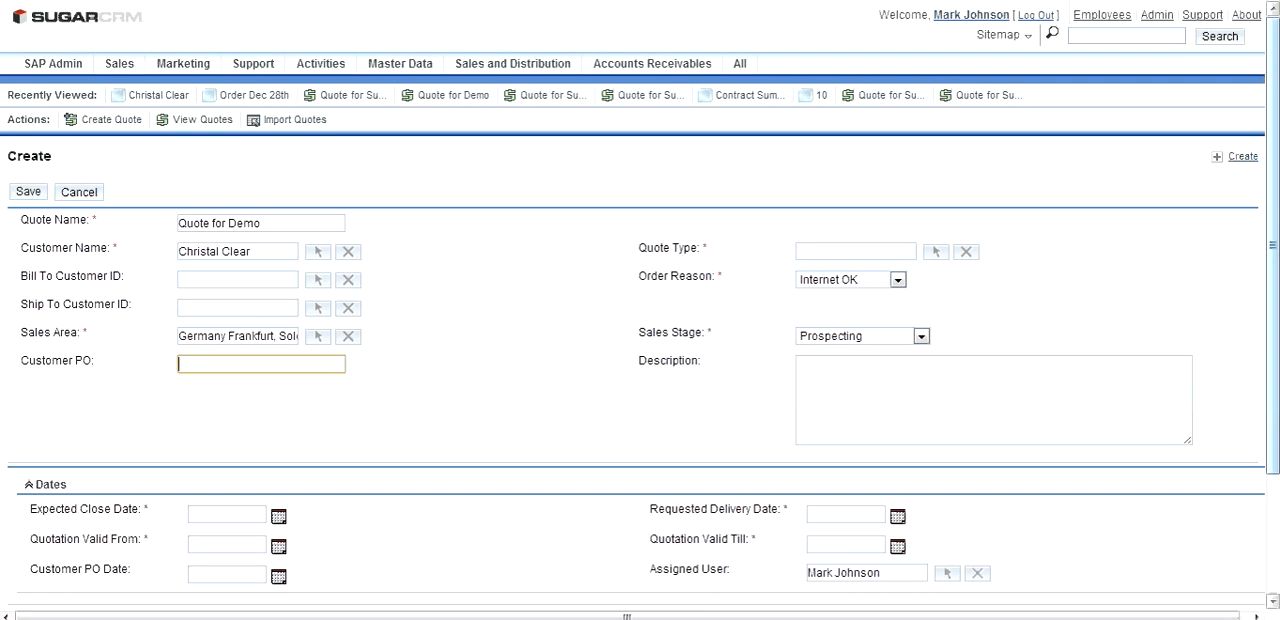 SUGARCRM
Welcome, Mark Johnson [ Log Out ] Employees Admin Support About
Sitemap Search
SAP Admin Sales Marketing Support Activities Master Data Sales and Distribution Accounts Receivables All
Recently Viewed: Christal Clear Order Dec 28th Quote for Su... Quote for Demo Quote for Su... Quote for Su... Contract Sum... 10 Quote for Su... Quote for Su...
Actions: Create Quote View Quotes Import Quotes
Create Create
Save Cancel
Quote Name: * Quote for Demo
Customer Name: * Christal Clear Quote Type: *
Bill To Customer ID: Order Reason: * Internet OK
Ship To Customer ID:
Sales Area: * Germany Frankfurt, Sol Sales Stage: * Prospecting
Customer PO: Description:
Dates
Expected Close Date: * Requested Delivery Date: *
Quotation Valid From: * Quotation Valid Till: *
Customer PO Date: Assigned User: Mark Johnson